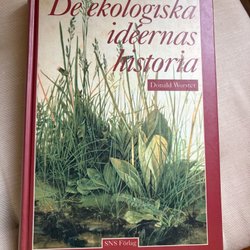 De ekologiska
idéernas
historia
Donald Worster
SNS Förlag